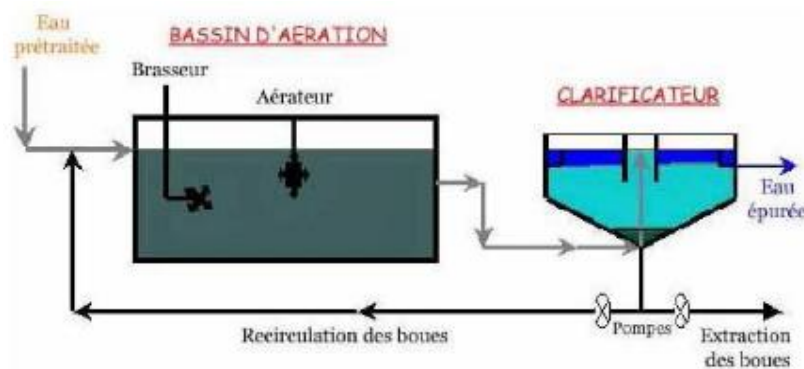 Eau
prétraitée
BASSIN D'AERATION
Brasseur
Aérateur
CLARIFICATEUR
Eau
épurée
Recirculation des boues
Pompes
Extraction
des boues